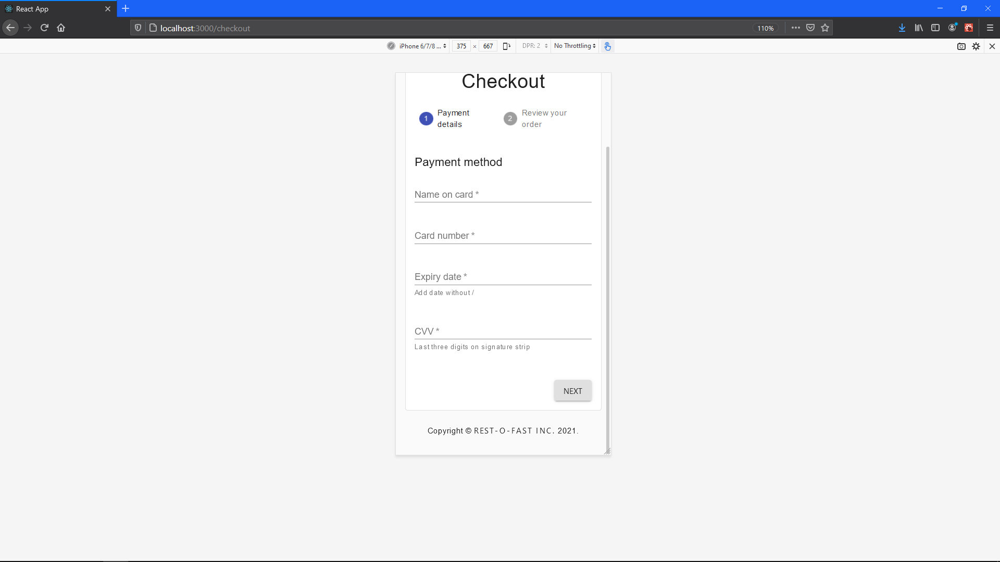 React App
localhost:3000/checkout
110%
iPhone 6/7/8 ...
375 × 667
DPR: 2
No Throttling
Checkout
1 Payment details
2 Review your order
Payment method
Name on card *
Card number *
Expiry date *
Add date without /
CVV *
Last three digits on signature strip
NEXT
Copyright © REST-O-FAST INC. 2021.